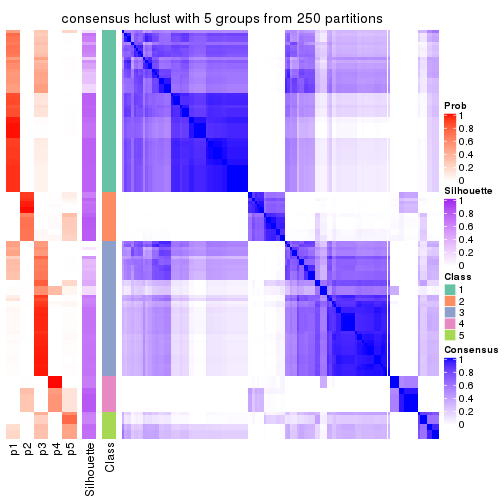 consensus hclust with 5 groups from 250 partitions
Prob
1
0.8
0.6
0.4
0.2
0
Silhouette
1
0.8
0.6
0.4
0.2
0
Class
1
2
3
4
5
Consensus
1
0.8
0.6
0.4
0.2
0
p1
p2
p3
p4
p5
Silhouette
Class